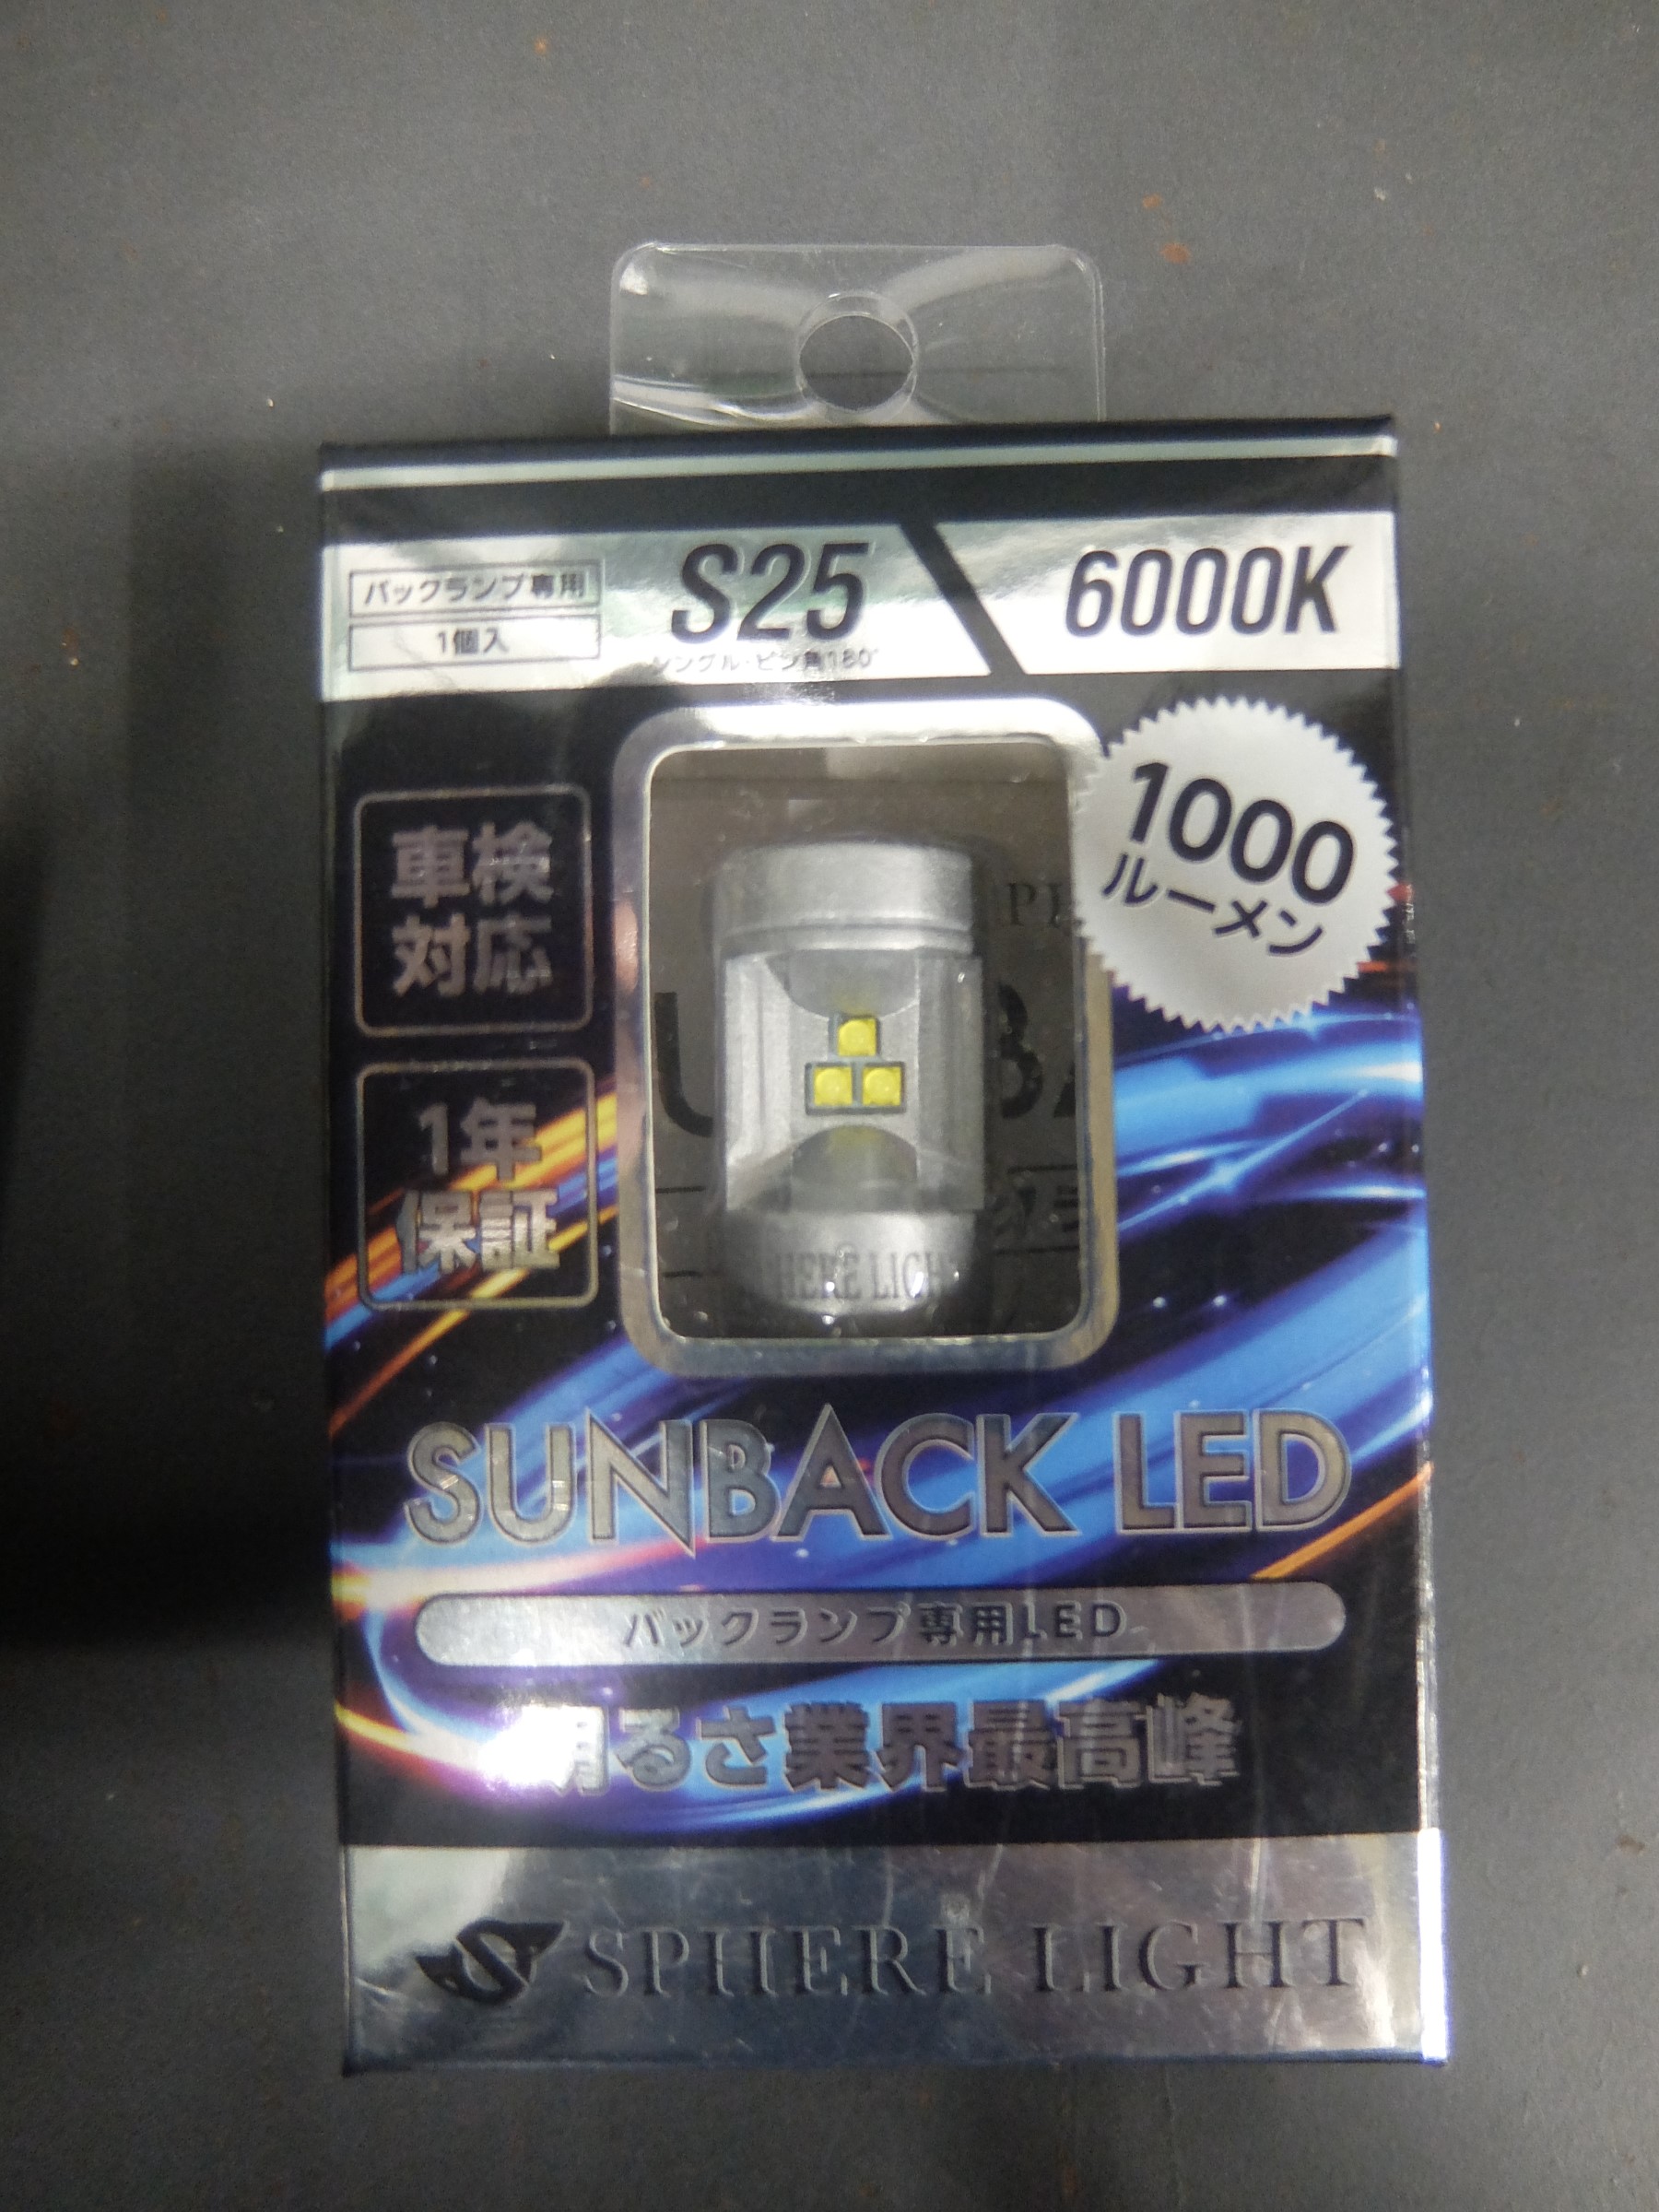 バックランプ専用
1個入
S25
シングル・ピン角180°
6000K
1000
ルーメン
車検
対応
1年
保証
SPHERE LIGHT
SUNBACK LED
バックランプ専用LED
明るさ業界最高峰
SPHERE LIGHT